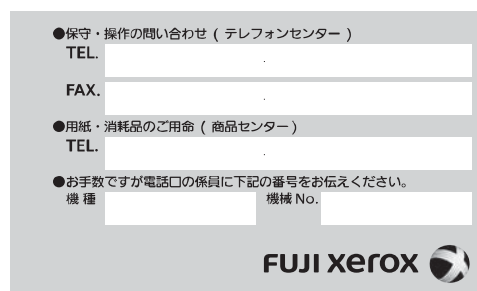 ●保守・操作の問い合わせ ( テレフォンセンター )
TEL.
FAX.
●用紙・消耗品のご用命 ( 商品センター )
TEL.
●お手数ですが電話口の係員に下記の番号をお伝えください。
機 種 機械 No.
FUJI xerox